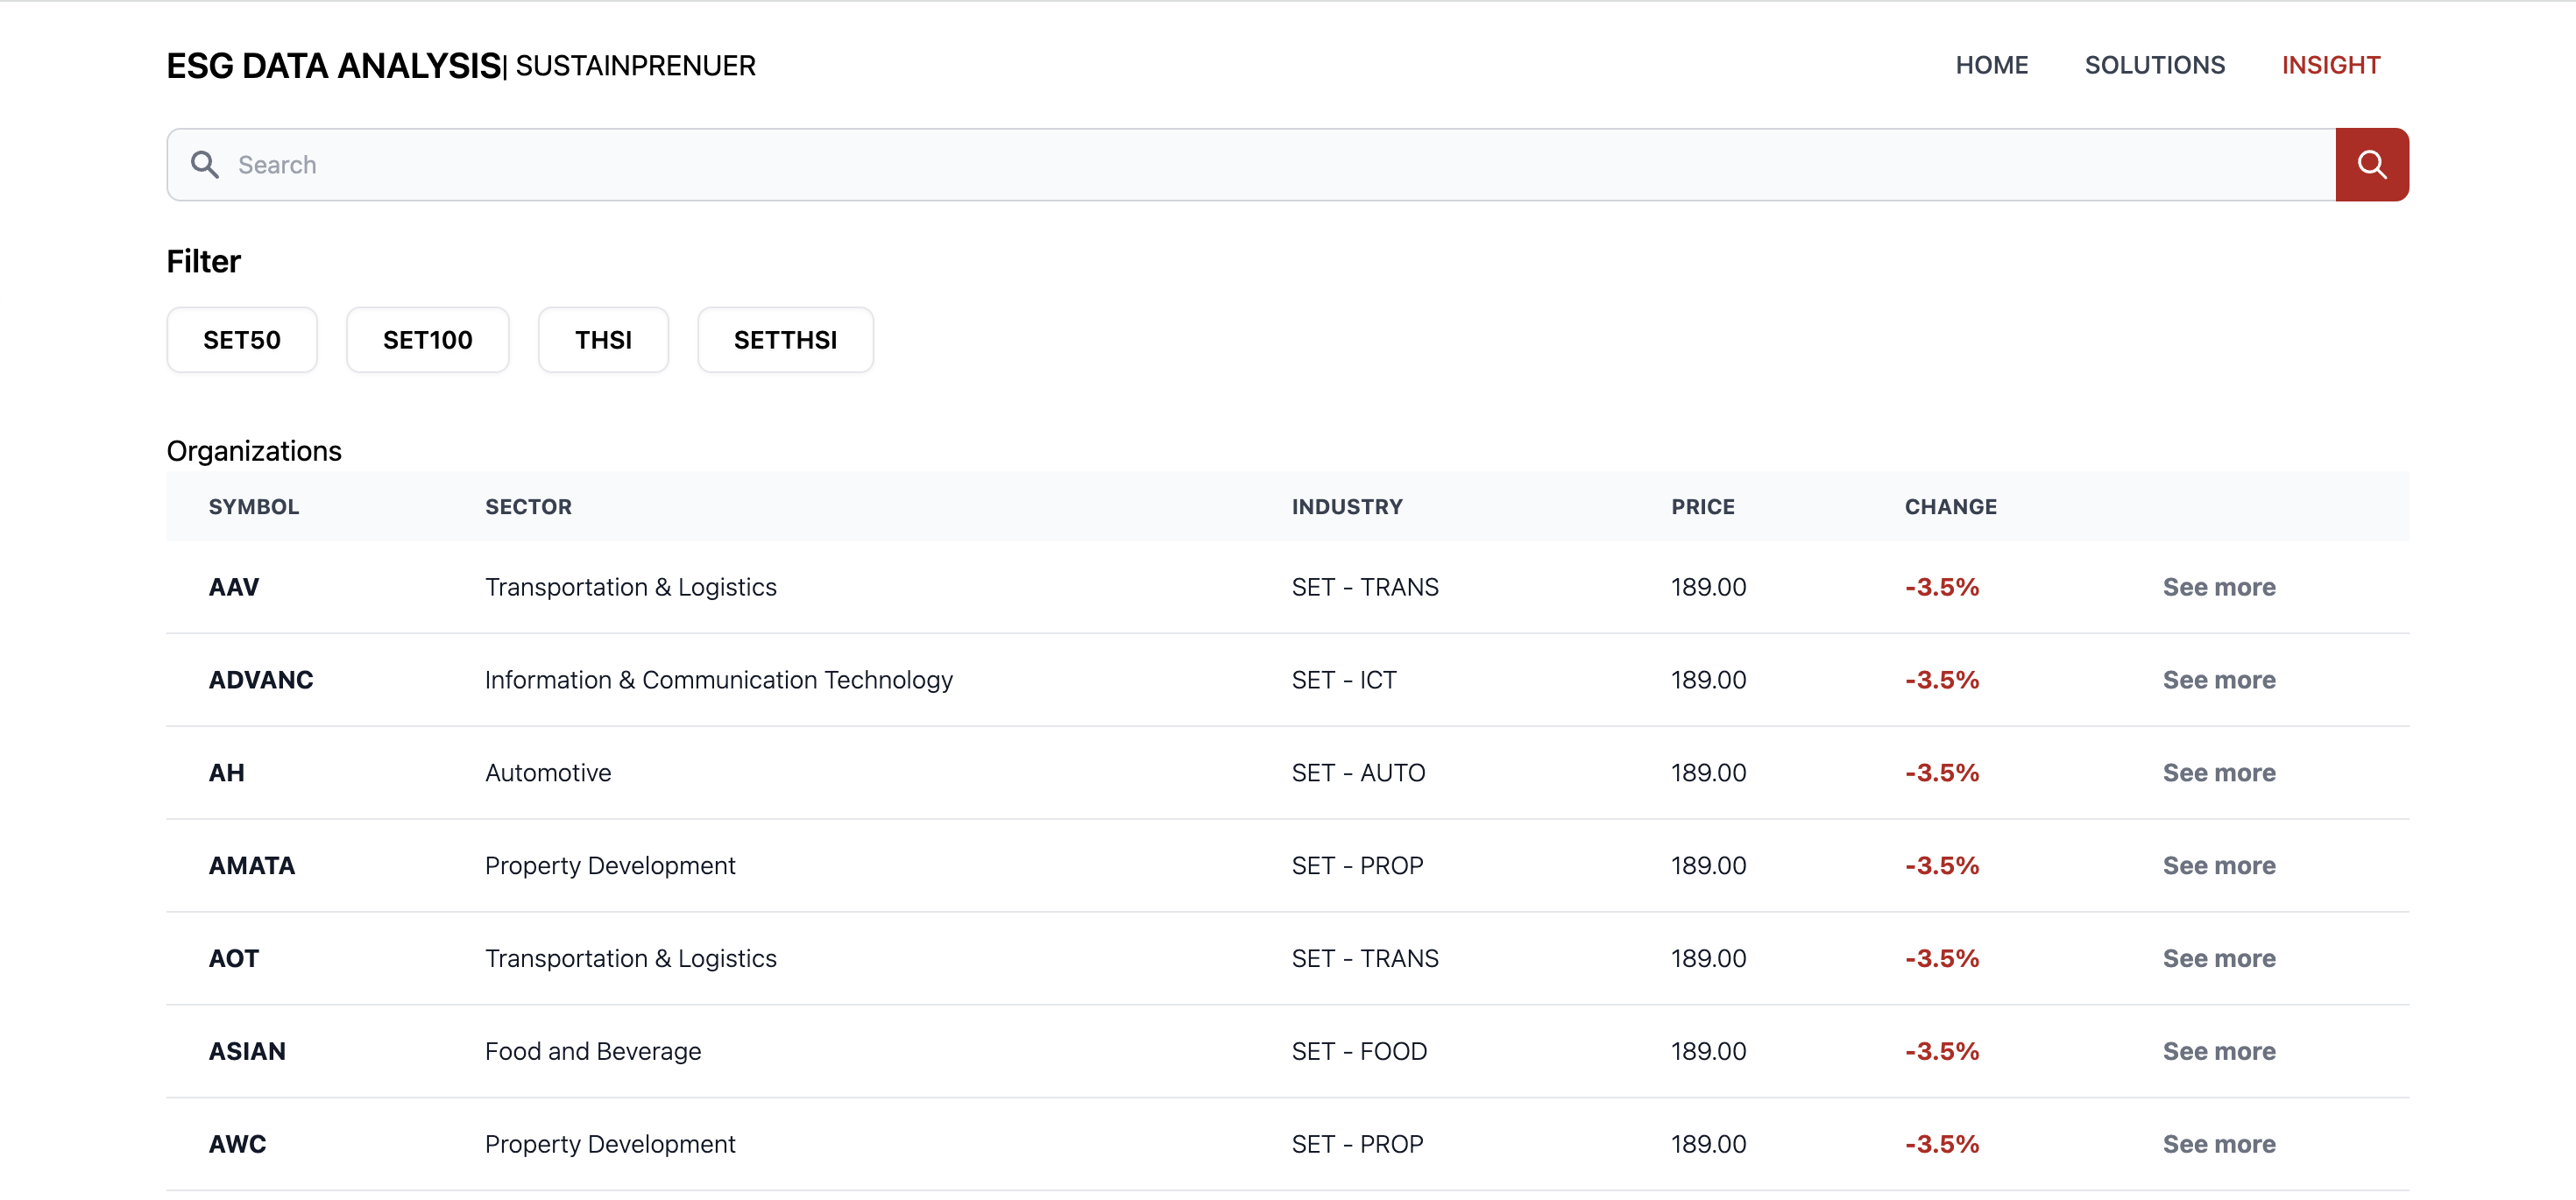 ESG DATA ANALYSIS| SUSTAINPRENUER HOME SOLUTIONS INSIGHT
Search
Filter
SET50 SET100 THSI SETTHSI
Organizations
SYMBOL SECTOR INDUSTRY PRICE CHANGE
AAV Transportation & Logistics SET - TRANS 189.00 -3.5% See more
ADVANC Information & Communication Technology SET - ICT 189.00 -3.5% See more
AH Automotive SET - AUTO 189.00 -3.5% See more
AMATA Property Development SET - PROP 189.00 -3.5% See more
AOT Transportation & Logistics SET - TRANS 189.00 -3.5% See more
ASIAN Food and Beverage SET - FOOD 189.00 -3.5% See more
AWC Property Development SET - PROP 189.00 -3.5% See more